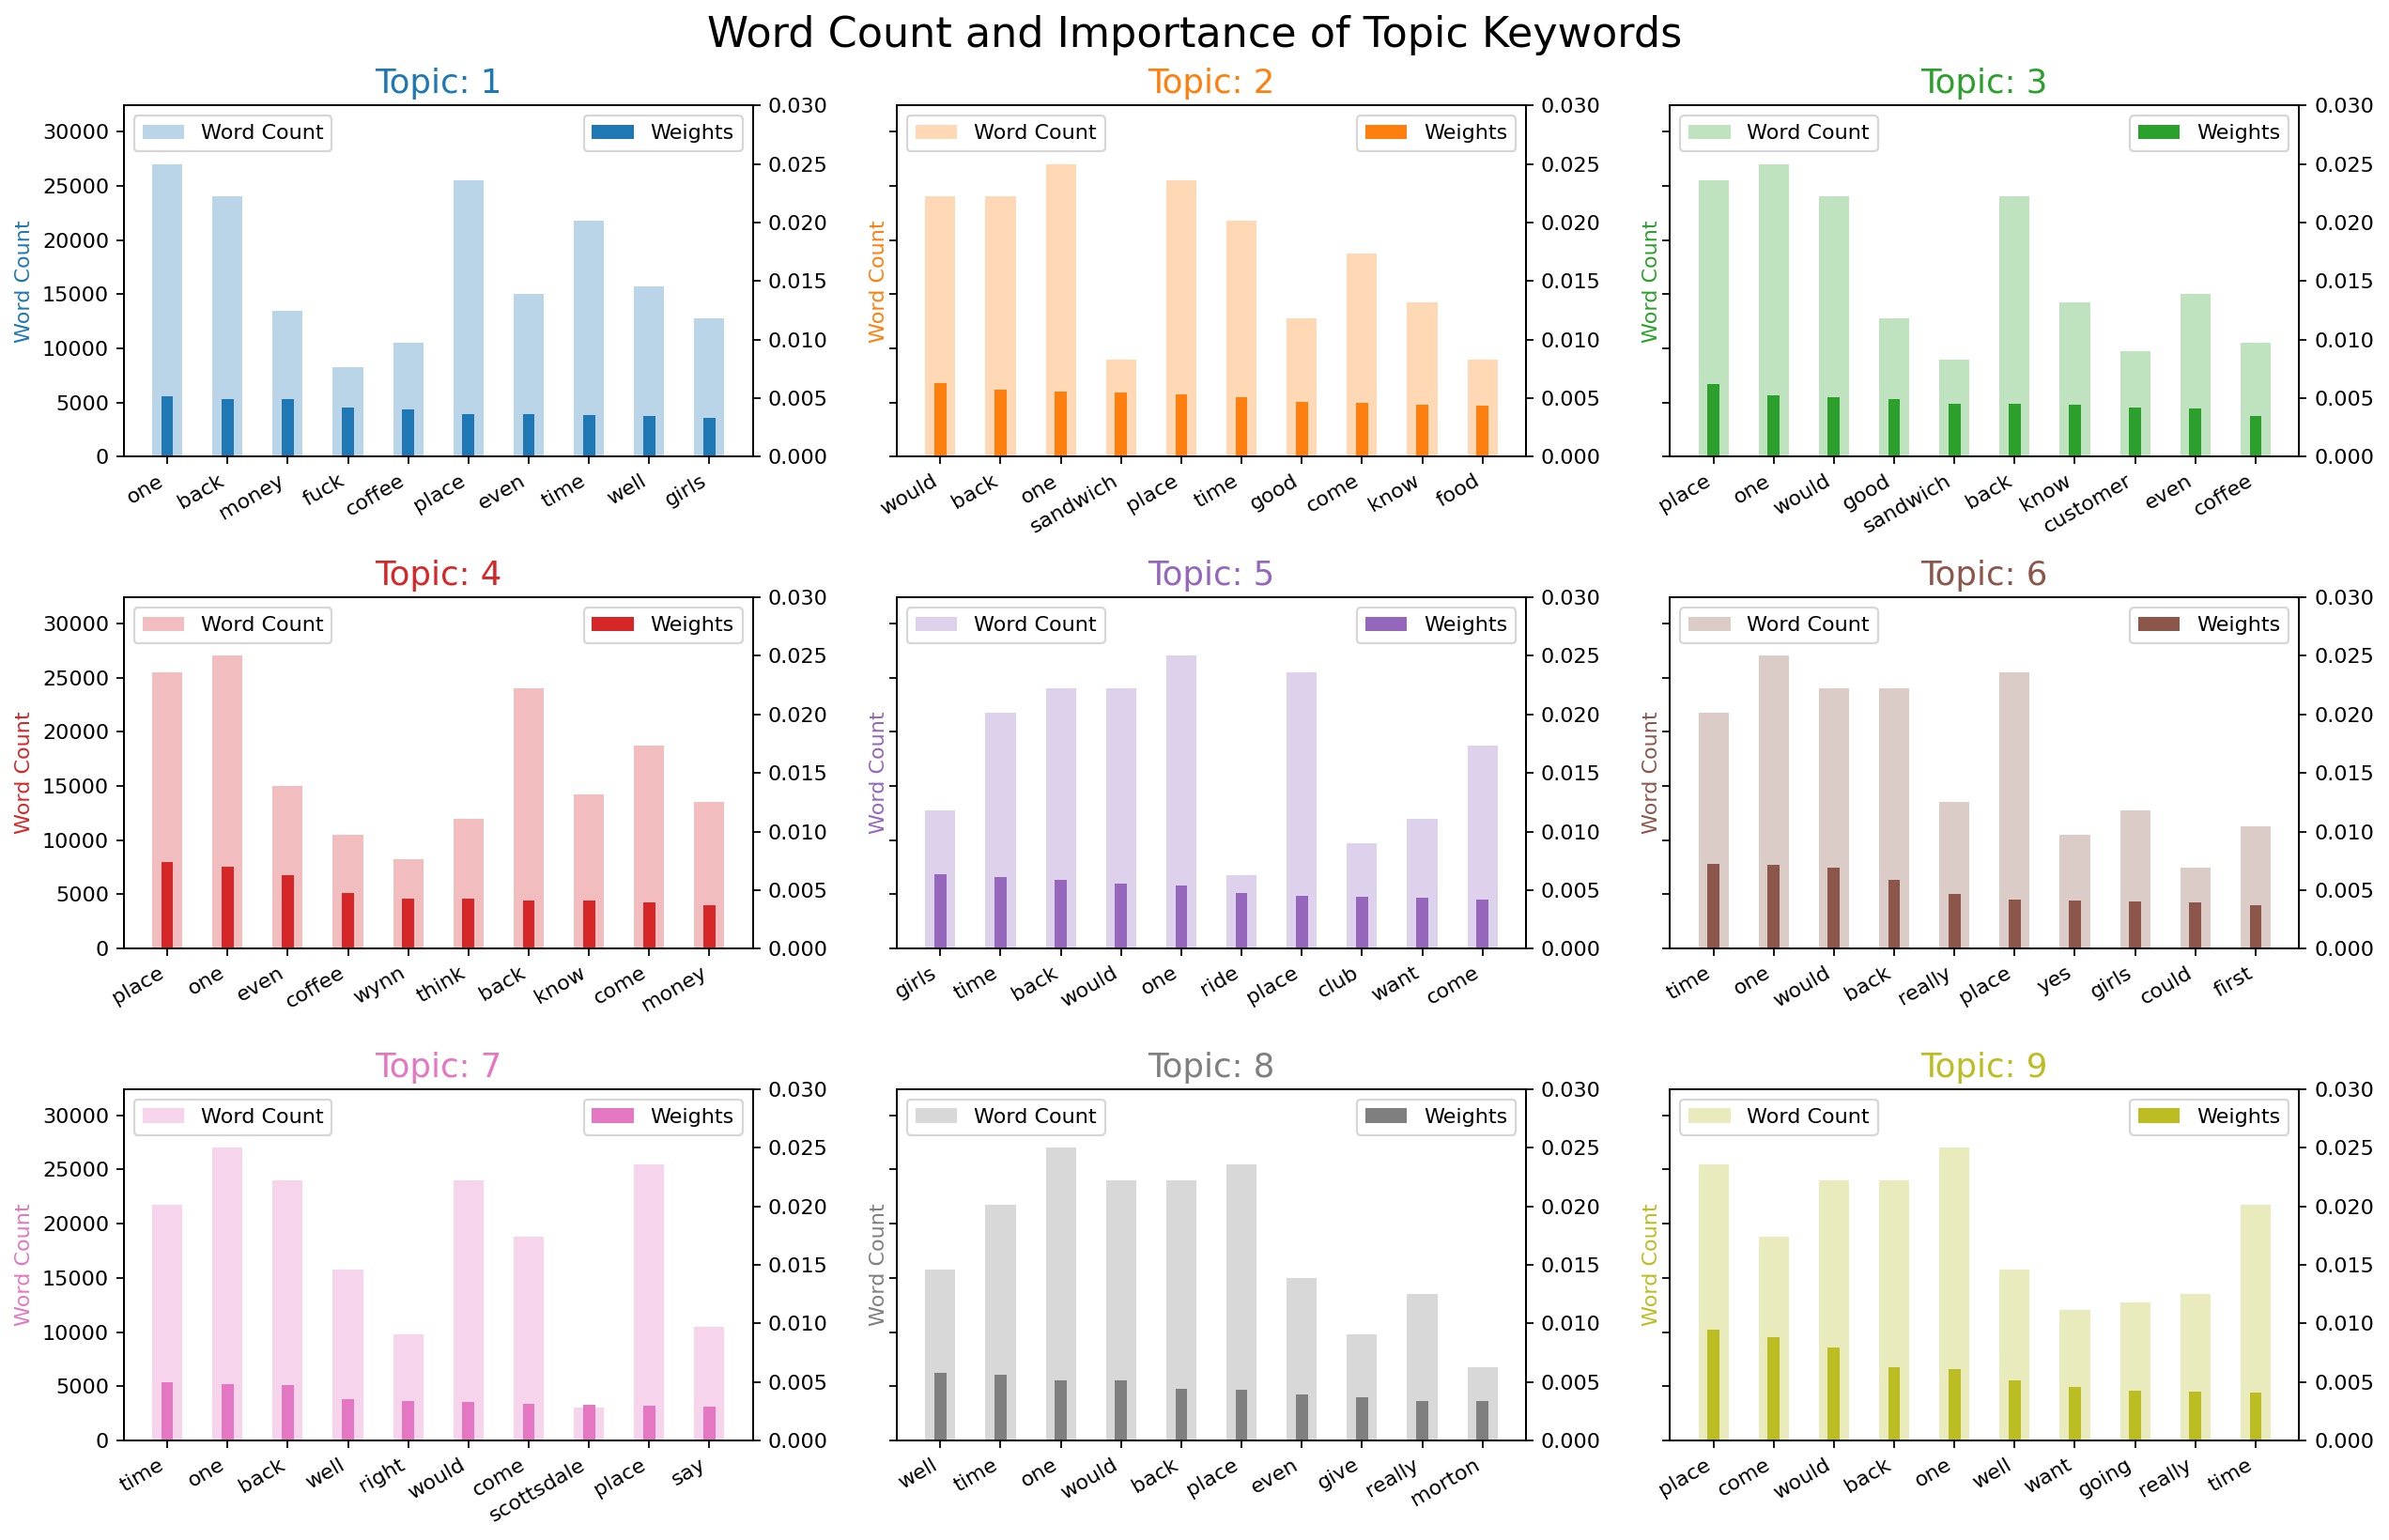 Word Count and Importance of Topic Keywords
Topic: 1
Word Count
Weights
Word Count
30000
25000
20000
15000
10000
5000
0
0.030
0.025
0.020
0.015
0.010
0.005
0.000
one back money fuck coffee place even time well girls
Topic: 2
Word Count
Weights
Word Count
0.030
0.025
0.020
0.015
0.010
0.005
0.000
would back one sandwich place time good come know food
Topic: 3
Word Count
Weights
Word Count
0.030
0.025
0.020
0.015
0.010
0.005
0.000
place one would good sandwich back know customer even coffee
Topic: 4
Word Count
Weights
Word Count
30000
25000
20000
15000
10000
5000
0
0.030
0.025
0.020
0.015
0.010
0.005
0.000
place one even coffee wynn think back know come money
Topic: 5
Word Count
Weights
Word Count
0.030
0.025
0.020
0.015
0.010
0.005
0.000
girls time back would one ride place club want come
Topic: 6
Word Count
Weights
Word Count
0.030
0.025
0.020
0.015
0.010
0.005
0.000
time one would back really place yes girls could first
Topic: 7
Word Count
Weights
Word Count
30000
25000
20000
15000
10000
5000
0
0.030
0.025
0.020
0.015
0.010
0.005
0.000
time one back well right would come scottsdale place say
Topic: 8
Word Count
Weights
Word Count
0.030
0.025
0.020
0.015
0.010
0.005
0.000
well time one would back place even give really morton
Topic: 9
Word Count
Weights
Word Count
0.030
0.025
0.020
0.015
0.010
0.005
0.000
place come would back one well want going really time